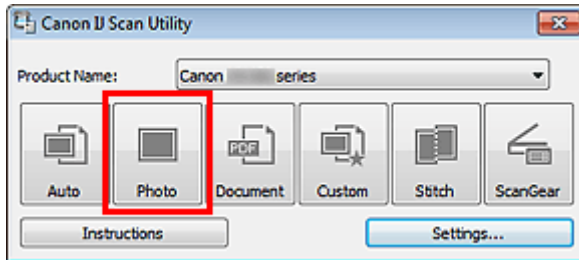 Canon IJ Scan Utility
Product Name: Canon series
PDF
Auto Photo Document Custom Stitch ScanGear
Instructions Settings...